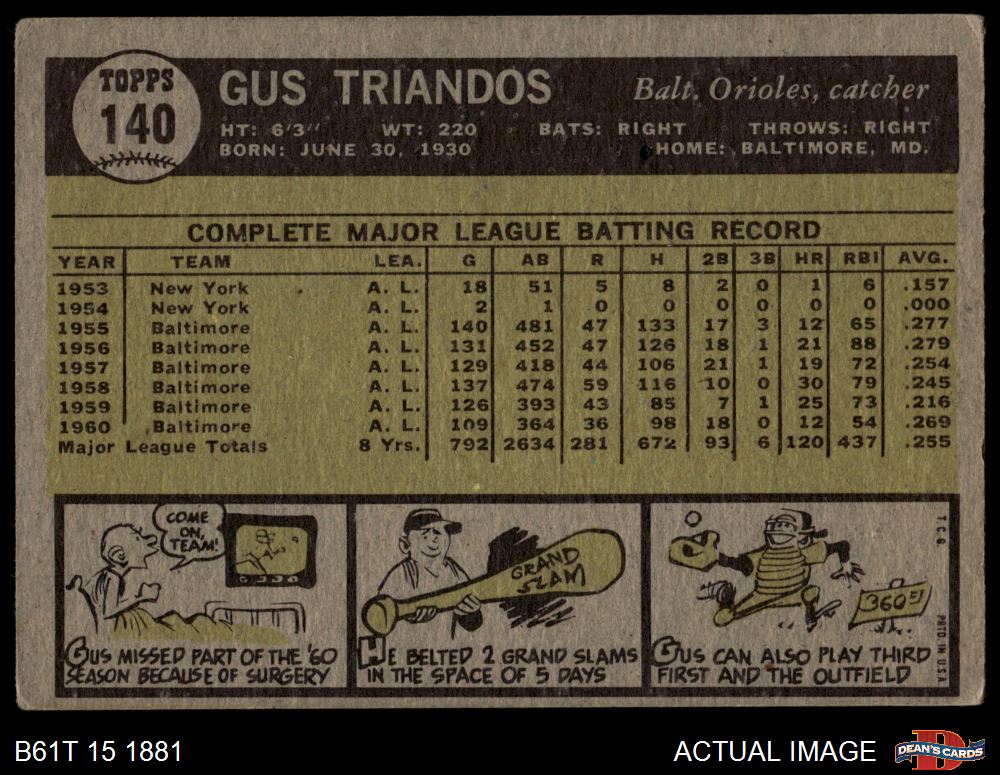 TOPPS
140
GUS TRIANDOS
Balt. Orioles, catcher
HT: 6'3" WT: 220 BATS: RIGHT THROWS: RIGHT
BORN: JUNE 30, 1930 HOME: BALTIMORE, MD.
COMPLETE MAJOR LEAGUE BATTING RECORD
YEAR TEAM LEA. G AB R H 2B 3B HR RBI AVG.
1953 New York A. L. 18 51 5 8 2 0 1 6 .157
1954 New York A. L. 2 1 0 0 0 0 0 0 .000
1955 Baltimore A. L. 140 481 47 133 17 3 12 65 .277
1956 Baltimore A. L. 131 452 47 126 18 1 21 88 .279
1957 Baltimore A. L. 129 418 44 106 21 1 19 72 .254
1958 Baltimore A. L. 137 474 59 116 10 0 30 79 .245
1959 Baltimore A. L. 126 393 43 85 7 1 25 73 .216
1960 Baltimore A. L. 109 364 36 98 18 0 12 54 .269
Major League Totals 8 Yrs. 792 2634 281 672 93 6 120 437 .255
COME
ON,
TEAM!
GUS MISSED PART OF THE '60
SEASON BECAUSE OF SURGERY
GRAND
SLAM
HE BELTED 2 GRAND SLAMS
IN THE SPACE OF 5 DAYS
360 FT
GUS CAN ALSO PLAY THIRD
FIRST AND THE OUTFIELD
T.C.G.
PRTD. IN U.S.A.
B61T 15 1881
ACTUAL IMAGE
D
DEAN'S CARDS